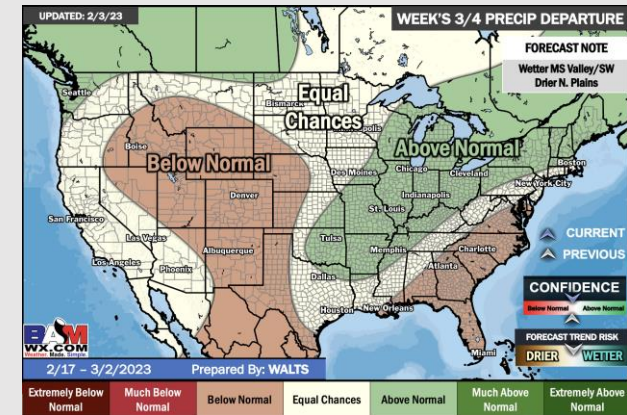 UPDATED: 2/3/23
WEEK'S 3/4 PRECIP DEPARTURE
FORECAST NOTE
Wetter MS Valley/SW
Drier N. Plains
Seattle
Bismarck
Equal
Chances
Boise
Below Normal
Above Normal
Des Moines
Chicago
Cleveland
Boston
New York City
Denver
Indianapolis
St. Louis
San Francisco
Las Vegas
Los Angeles
Phoenix
Albuquerque
Tulsa
Memphis
Charlotte
Atlanta
Dallas
Houston
New Orleans
Miami
CURRENT
PREVIOUS
CONFIDENCE
Below Normal
Above Normal
FORECAST TREND RISK
DRIER
WETTER
BAM
WX.COM
Weather. Made. Simple.
2/17 – 3/2/2023
Prepared By: WALTS
Extremely Below
Normal
Much Below
Normal
Below Normal
Equal Chances
Above Normal
Much Above
Normal
Extremely Above
Normal